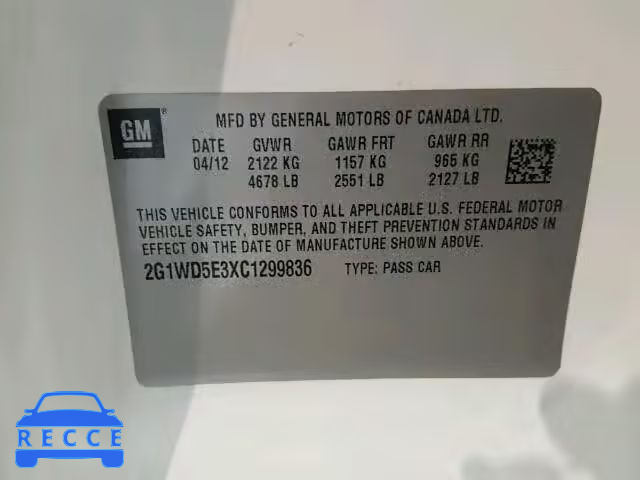 GM ®
MFD BY GENERAL MOTORS OF CANADA LTD.
DATE GVWR GAWR FRT GAWR RR
04/12 2122 KG 1157 KG 965 KG
4678 LB 2551 LB 2127 LB
THIS VEHICLE CONFORMS TO ALL APPLICABLE U.S. FEDERAL MOTOR
VEHICLE SAFETY, BUMPER, AND THEFT PREVENTION STANDARDS IN
EFFECT ON THE DATE OF MANUFACTURE SHOWN ABOVE.
2G1WD5E3XC1299836 TYPE: PASS CAR
RECCE